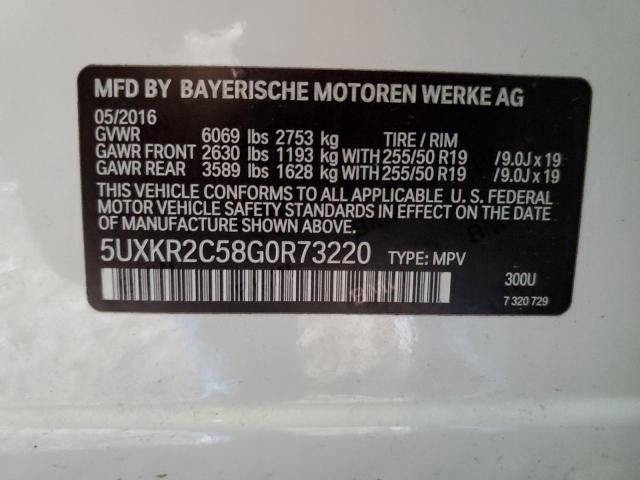 MFD BY BAYERISCHE MOTOREN WERKE AG
05/2016
GVWR 6069 lbs 2753 kg TIRE / RIM
GAWR FRONT 2630 lbs 1193 kg WITH 255/50 R19 /9.0J x 19
GAWR REAR 3589 lbs 1628 kg WITH 255/50 R19 /9.0J x 19
THIS VEHICLE CONFORMS TO ALL APPLICABLE U. S. FEDERAL
MOTOR VEHICLE SAFETY STANDARDS IN EFFECT ON THE DATE
OF MANUFACTURE SHOWN ABOVE.
5UXKR2C58G0R73220 TYPE: MPV
300U
7 320 729